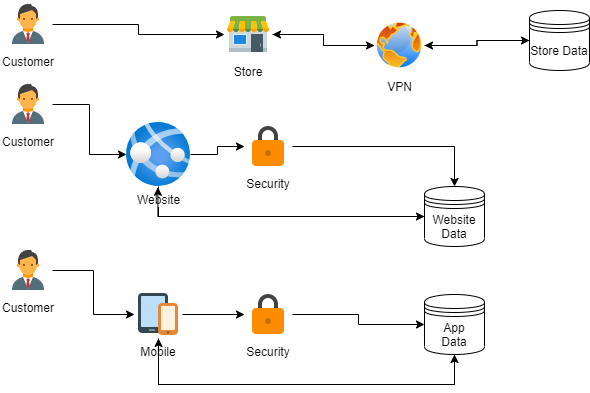 Customer
Store
VPN
Store Data
Customer
Website
Security
Website
Data
Customer
Mobile
Security
App
Data